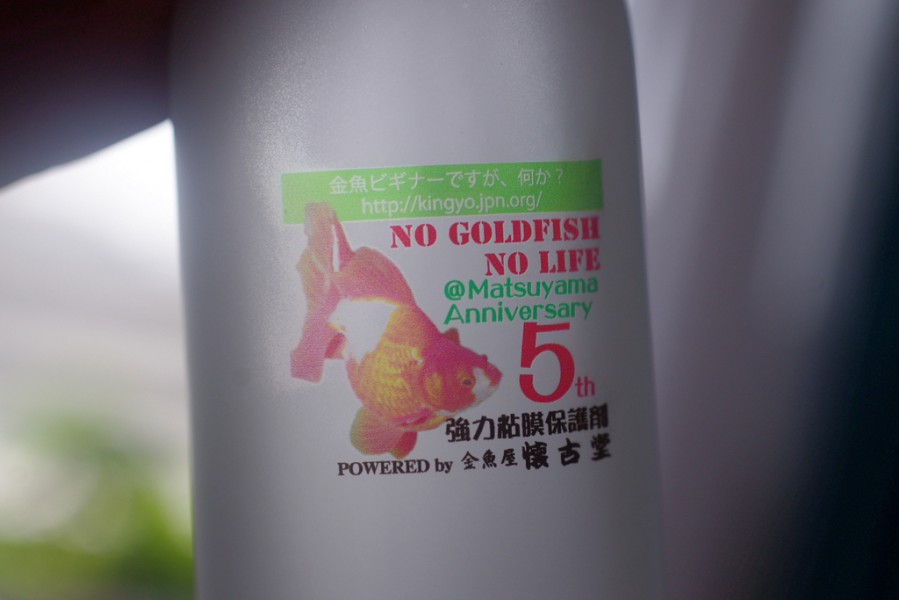 金魚ビギナーですが、何か？
http://kingyo.jpn.org/
NO GOLDFISH
NO LIFE
@Matsuyama
Anniversary
5th
強力粘膜保護剤
POWERED by 金魚屋 懐古堂